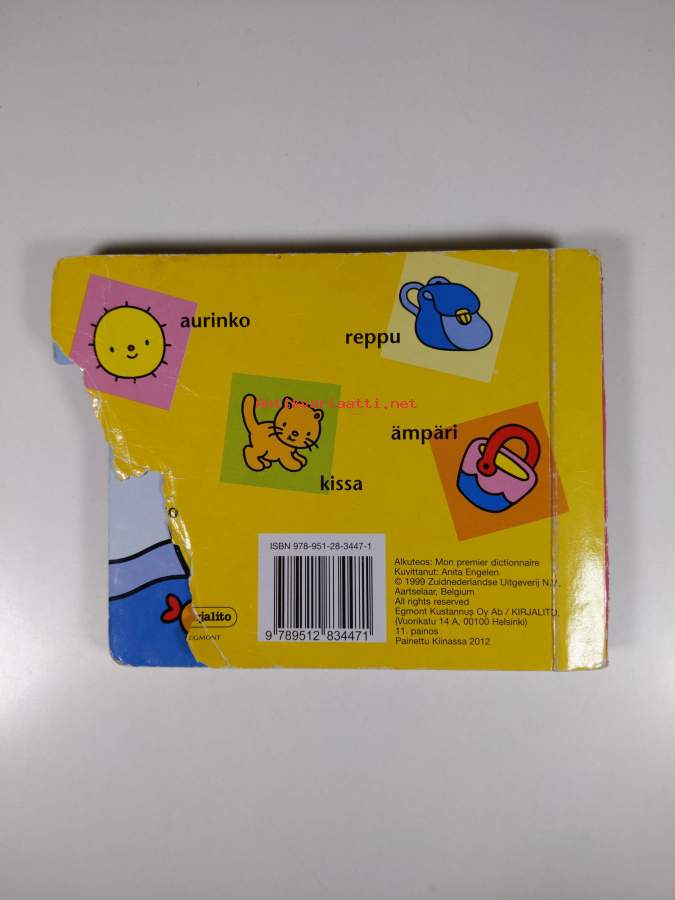 aurinko
reppu
Antikvariaatti.net
ämpäri
kissa
ISBN 978-951-28-3447-1
9 789512 834471
Alkuteos: Mon premier dictionnaire
Kuvittanut: Anita Engelen
© 1999 Zuidnederlandse Uitgeverij N.V.,
Aartselaar, Belgium
All rights reserved
Egmont Kustannus Oy Ab / KIRJALITO,
(Vuorikatu 14 A, 00100 Helsinki)
11. painos
Painettu Kiinassa 2012
rjalito
EGMONT